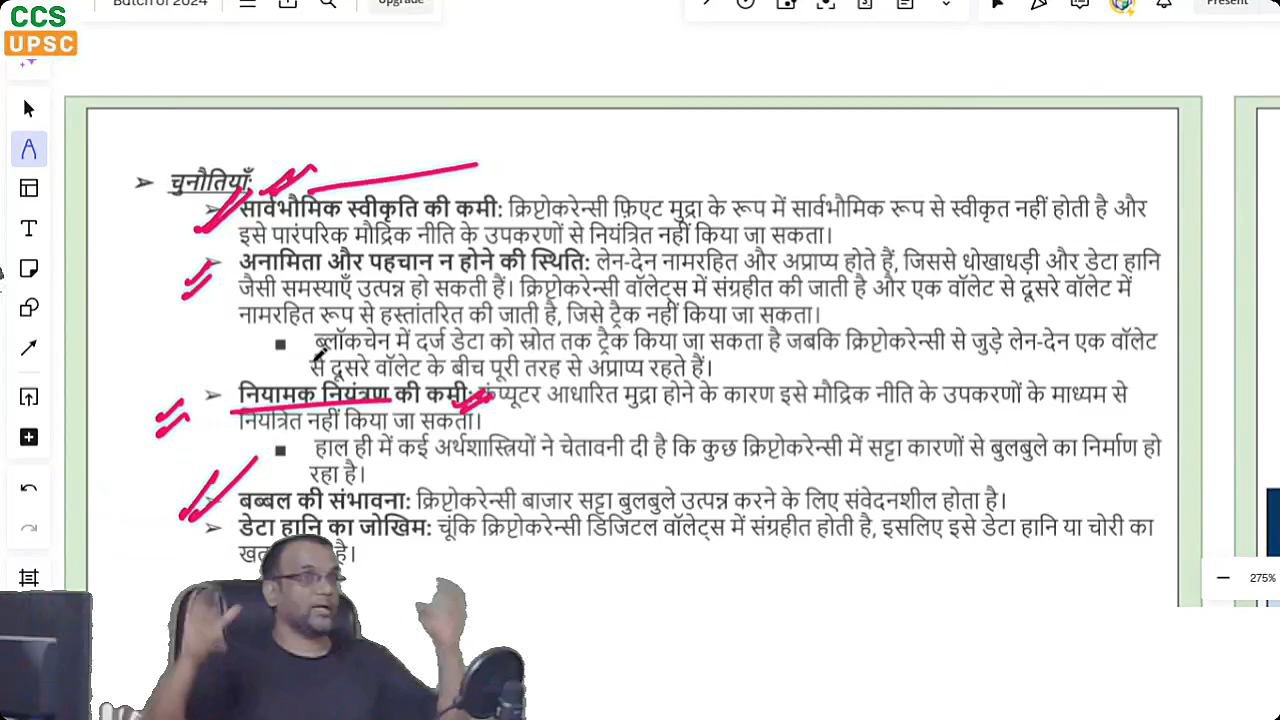 CCS
UPSC
Batch of 2024
Upgrade
Present
चुनौतियाँ:
सार्वभौमिक स्वीकृति की कमी: क्रिप्टोकरेन्सी फ़िएट मुद्रा के रूप में सार्वभौमिक रूप से स्वीकृत नहीं होती है और
इसे पारंपरिक मौद्रिक नीति के उपकरणों से नियंत्रित नहीं किया जा सकता।
अनामिता और पहचान न होने की स्थिति: लेन-देन नामरहित और अप्राप्य होते हैं, जिससे धोखाधड़ी और डेटा हानि
जैसी समस्याएँ उत्पन्न हो सकती हैं। क्रिप्टोकरेन्सी वॉलेट्स में संग्रहीत की जाती है और एक वॉलेट से दूसरे वॉलेट में
नामरहित रूप से हस्तांतरित की जाती है, जिसे ट्रैक नहीं किया जा सकता।
ब्लॉकचेन में दर्ज डेटा को स्रोत तक ट्रैक किया जा सकता है जबकि क्रिप्टोकरेन्सी से जुड़े लेन-देन एक वॉलेट
से दूसरे वॉलेट के बीच पूरी तरह से अप्राप्य रहते हैं।
नियामक नियंत्रण की कमी: कंप्यूटर आधारित मुद्रा होने के कारण इसे मौद्रिक नीति के उपकरणों के माध्यम से
नियंत्रित नहीं किया जा सकता।
हाल ही में कई अर्थशास्त्रियों ने चेतावनी दी है कि कुछ क्रिप्टोकरेन्सी में सट्टा कारणों से बुलबुले का निर्माण हो
रहा है।
बब्बल की संभावना: क्रिप्टोकरेन्सी बाजार सट्टा बुलबुले उत्पन्न करने के लिए संवेदनशील होता है।
डेटा हानि का जोखिम: चूंकि क्रिप्टोकरेन्सी डिजिटल वॉलेट्स में संग्रहीत होती है, इसलिए इसे डेटा हानि या चोरी का
है।
275%